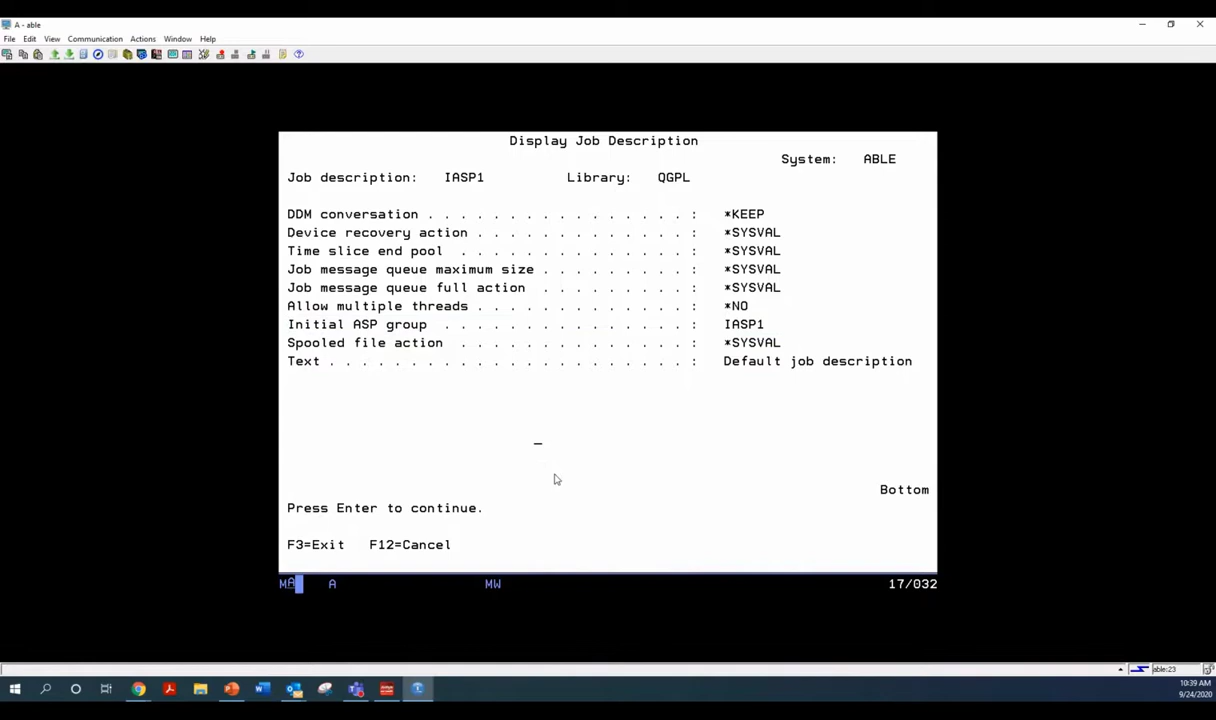 A - able
File Edit View Communication Actions Window Help
Display Job Description
System: ABLE
Job description: IASP1 Library: QGPL
DDM conversation . . . . . . . . . . . . . . . . : *KEEP
Device recovery action . . . . . . . . . . . . . : *SYSVAL
Time slice end pool . . . . . . . . . . . . . . : *SYSVAL
Job message queue maximum size . . . . . . . . . : *SYSVAL
Job message queue full action . . . . . . . . . : *SYSVAL
Allow multiple threads . . . . . . . . . . . . . : *NO
Initial ASP group . . . . . . . . . . . . . . . : IASP1
Spooled file action . . . . . . . . . . . . . . : *SYSVAL
Text . . . . . . . . . . . . . . . . . . . . . . : Default job description
Bottom
Press Enter to continue.
F3=Exit F12=Cancel
MA A MW 17/032
able:23
10:39 AM
9/24/2020